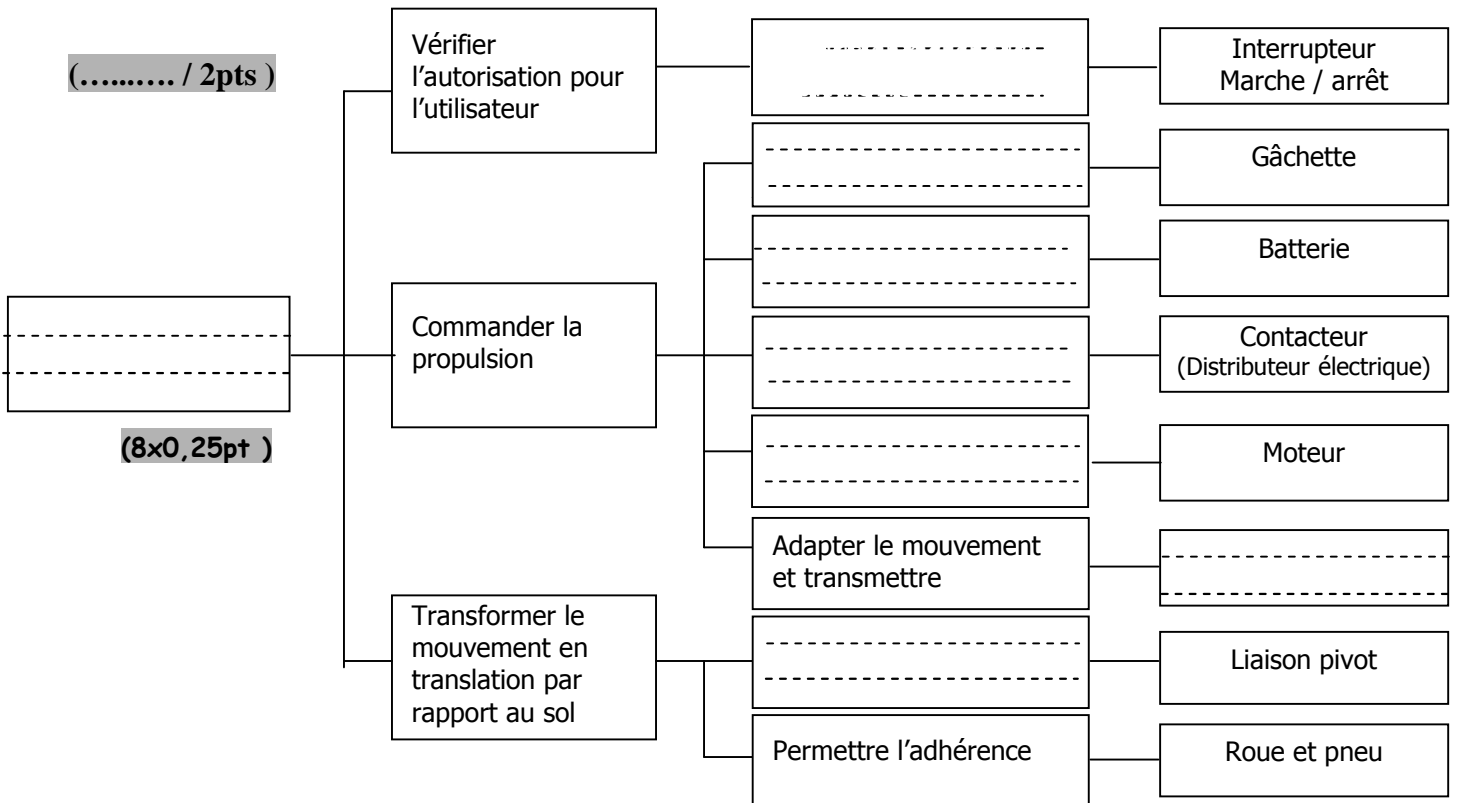 (…...…. / 2pts )
Vérifier
l’autorisation pour
l’utilisateur
Interrupteur
Marche / arrêt
Gâchette
Batterie
Commander la
propulsion
Contacteur
(Distributeur électrique)
(8x0,25pt )
Moteur
Adapter le mouvement
et transmettre
Transformer le
mouvement en
translation par
rapport au sol
Liaison pivot
Permettre l’adhérence
Roue et pneu